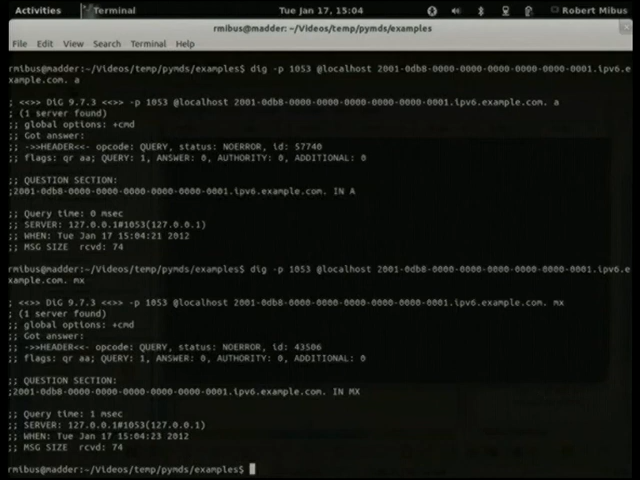 Activities Terminal Tue Jan 17, 15:04 Robert Mibus
rmibus@madder:~/Videos/temp/pymds/examples
File Edit View Search Terminal Help
rmibus@madder:~/Videos/temp/pymds/examples$ dig -p 1053 @localhost 2001-0db8-0000-0000-0000-0000-0000-0001.ipv6.e
xample.com. a
; <<>> DiG 9.7.3 <<>> -p 1053 @localhost 2001-0db8-0000-0000-0000-0000-0000-0001.ipv6.example.com. a
; (1 server found)
;; global options: +cmd
;; Got answer:
;; ->>HEADER<<- opcode: QUERY, status: NOERROR, id: 57740
;; flags: qr aa; QUERY: 1, ANSWER: 0, AUTHORITY: 0, ADDITIONAL: 0
;; QUESTION SECTION:
;2001-0db8-0000-0000-0000-0000-0000-0001.ipv6.example.com. IN A
;; Query time: 0 msec
;; SERVER: 127.0.0.1#1053(127.0.0.1)
;; WHEN: Tue Jan 17 15:04:21 2012
;; MSG SIZE rcvd: 74
rmibus@madder:~/Videos/temp/pymds/examples$ dig -p 1053 @localhost 2001-0db8-0000-0000-0000-0000-0000-0001.ipv6.e
xample.com. mx
; <<>> DiG 9.7.3 <<>> -p 1053 @localhost 2001-0db8-0000-0000-0000-0000-0000-0001.ipv6.example.com. mx
; (1 server found)
;; global options: +cmd
;; Got answer:
;; ->>HEADER<<- opcode: QUERY, status: NOERROR, id: 43506
;; flags: qr aa; QUERY: 1, ANSWER: 0, AUTHORITY: 0, ADDITIONAL: 0
;; QUESTION SECTION:
;2001-0db8-0000-0000-0000-0000-0000-0001.ipv6.example.com. IN MX
;; Query time: 1 msec
;; SERVER: 127.0.0.1#1053(127.0.0.1)
;; WHEN: Tue Jan 17 15:04:23 2012
;; MSG SIZE rcvd: 74
rmibus@madder:~/Videos/temp/pymds/examples$